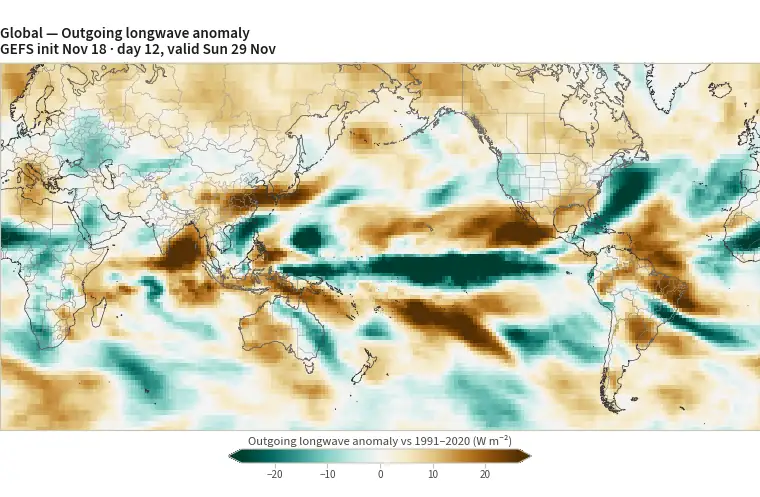 Global — Outgoing longwave anomaly
GEFS init Nov 18 · day 12, valid Sun 29 Nov
Outgoing longwave anomaly vs 1991–2020 (W m⁻²)
−20 −10 0 10 20